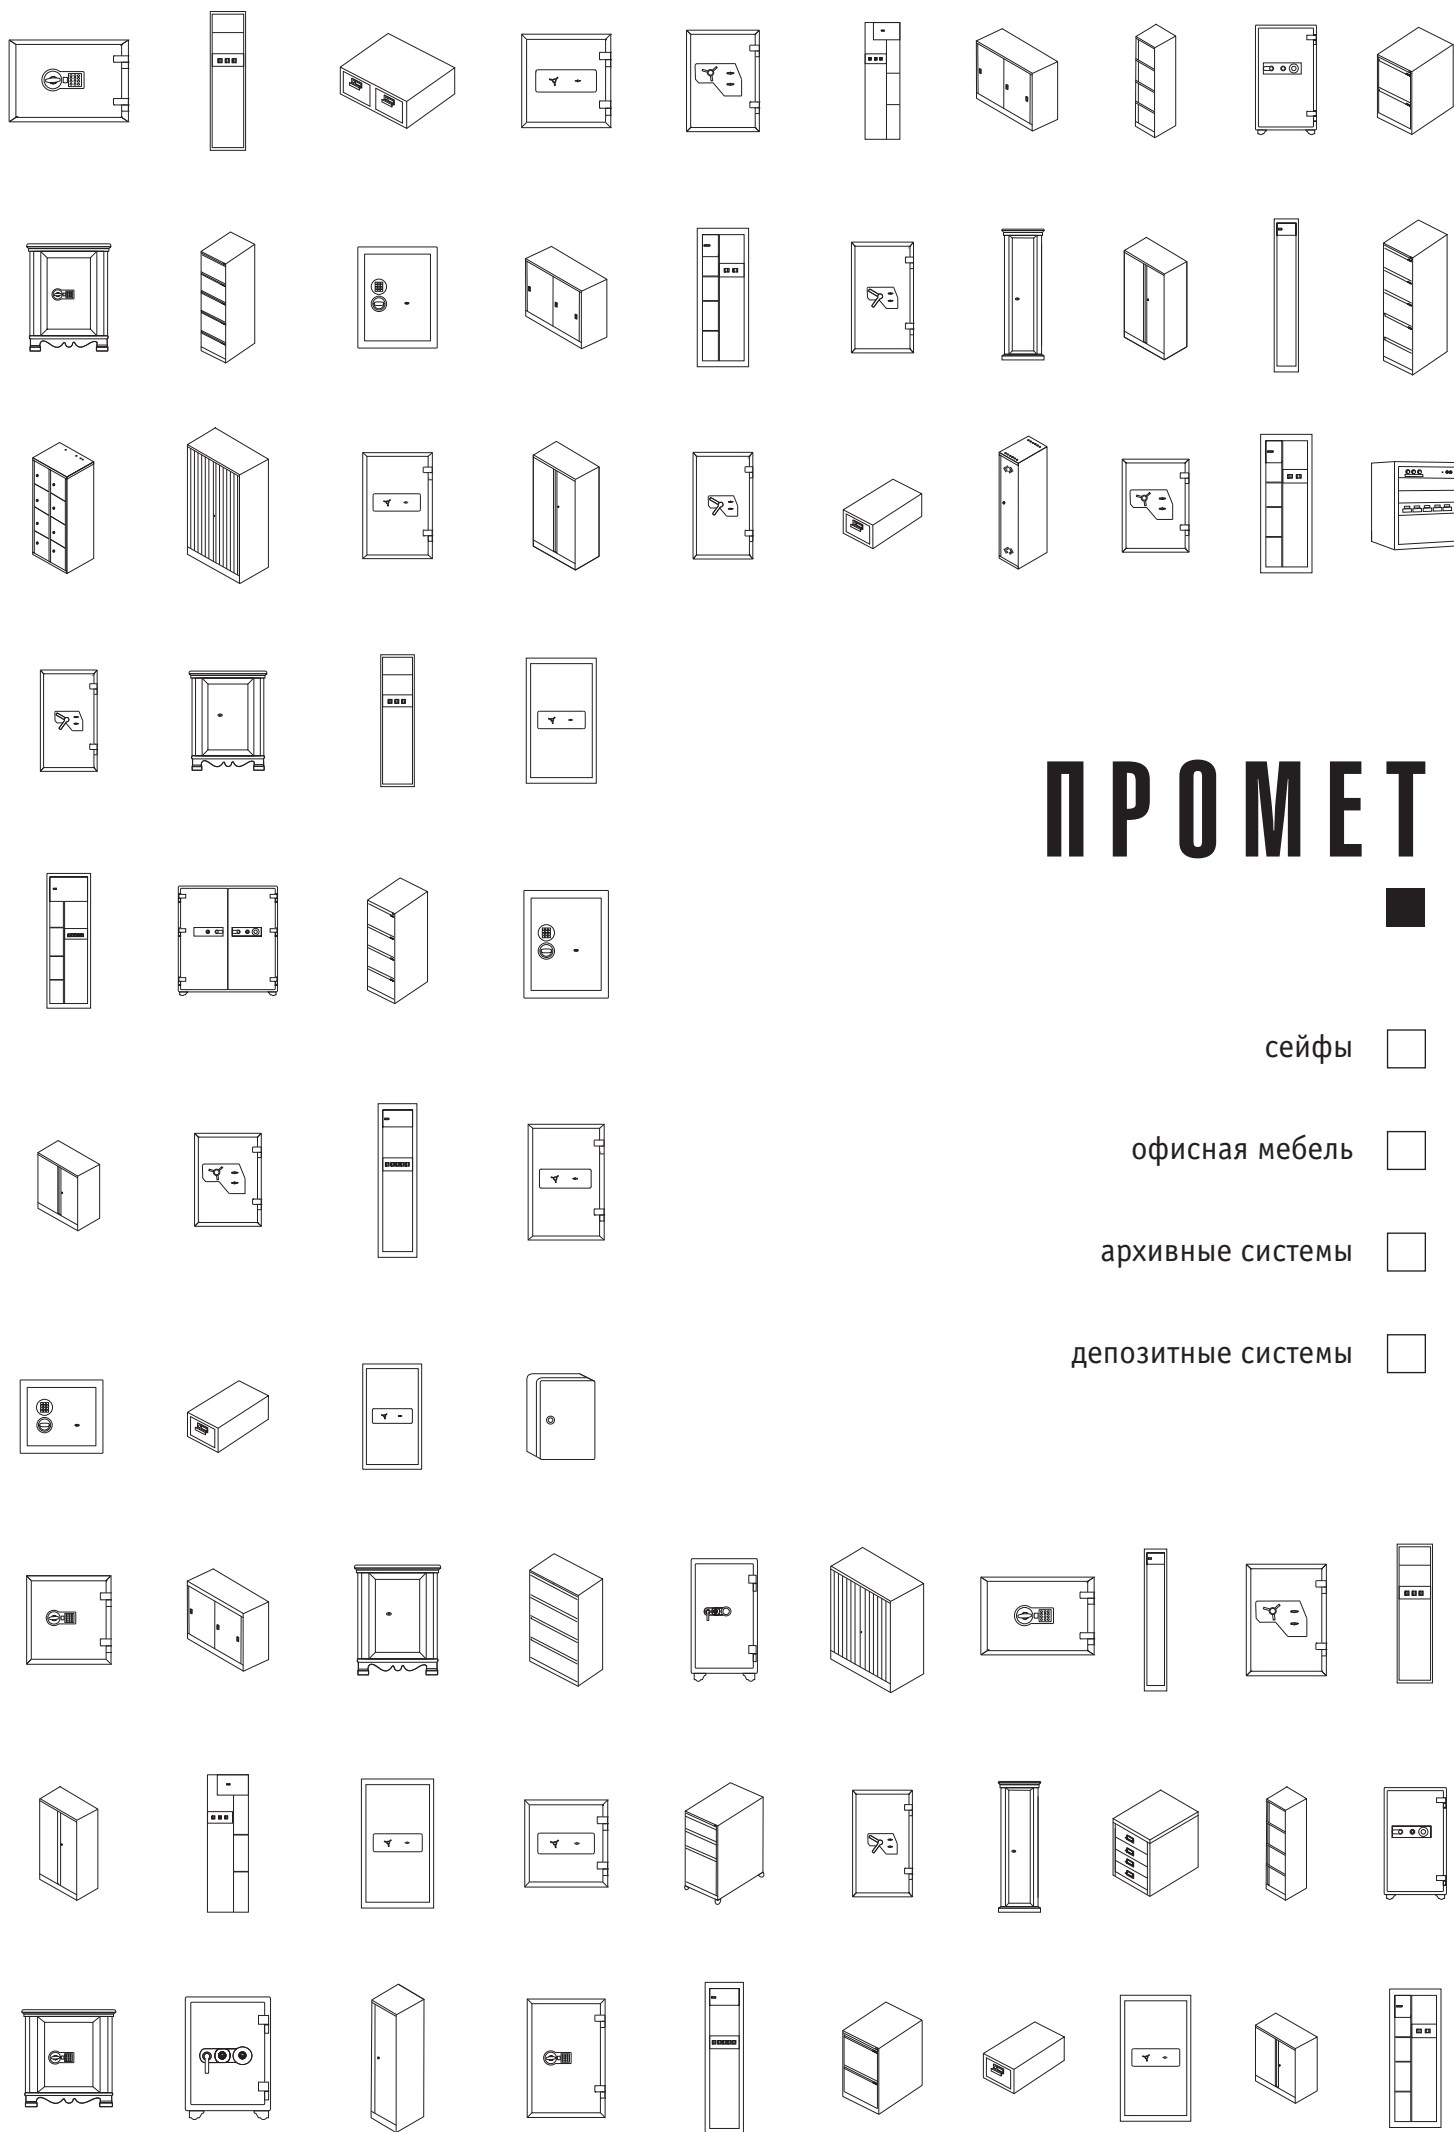 ПРОМЕТ
сейфы
офисная мебель
архивные системы
депозитные системы